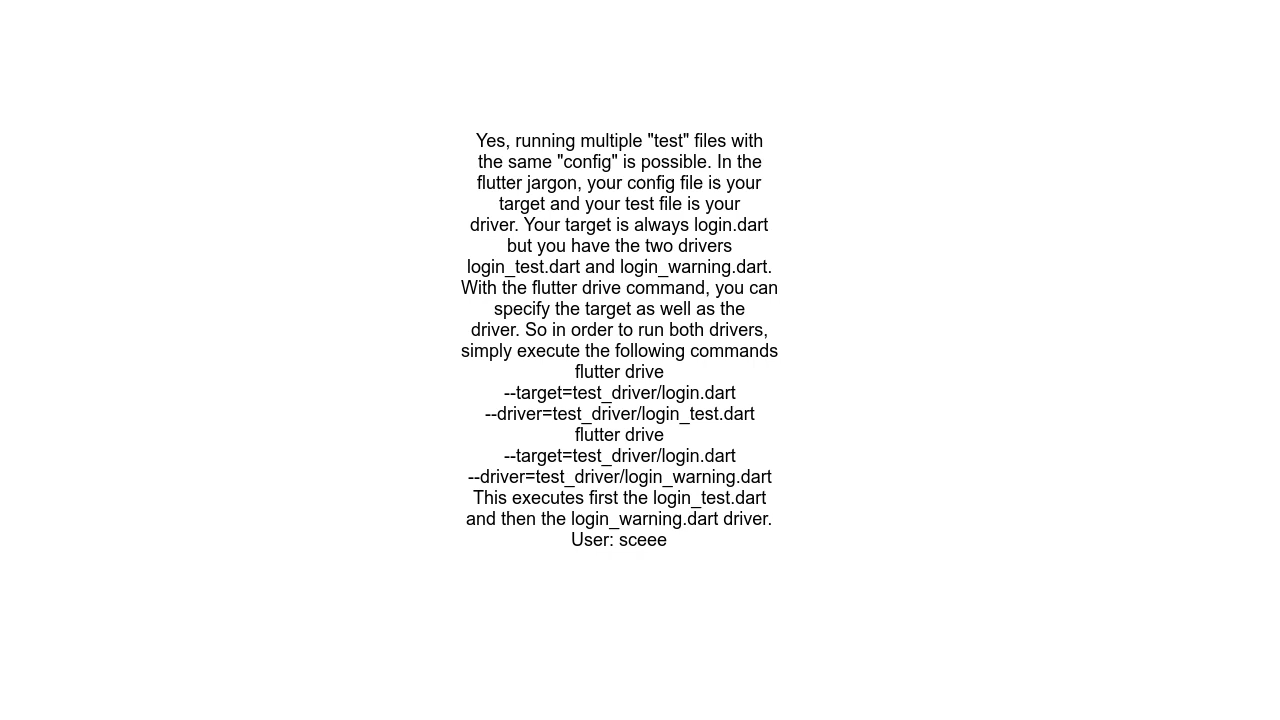 Yes, running multiple "test" files with
the same "config" is possible. In the
flutter jargon, your config file is your
target and your test file is your
driver. Your target is always login.dart
but you have the two drivers
login_test.dart and login_warning.dart.
With the flutter drive command, you can
specify the target as well as the
driver. So in order to run both drivers,
simply execute the following commands
flutter drive
--target=test_driver/login.dart
--driver=test_driver/login_test.dart
flutter drive
--target=test_driver/login.dart
--driver=test_driver/login_warning.dart
This executes first the login_test.dart
and then the login_warning.dart driver.
User: sceee